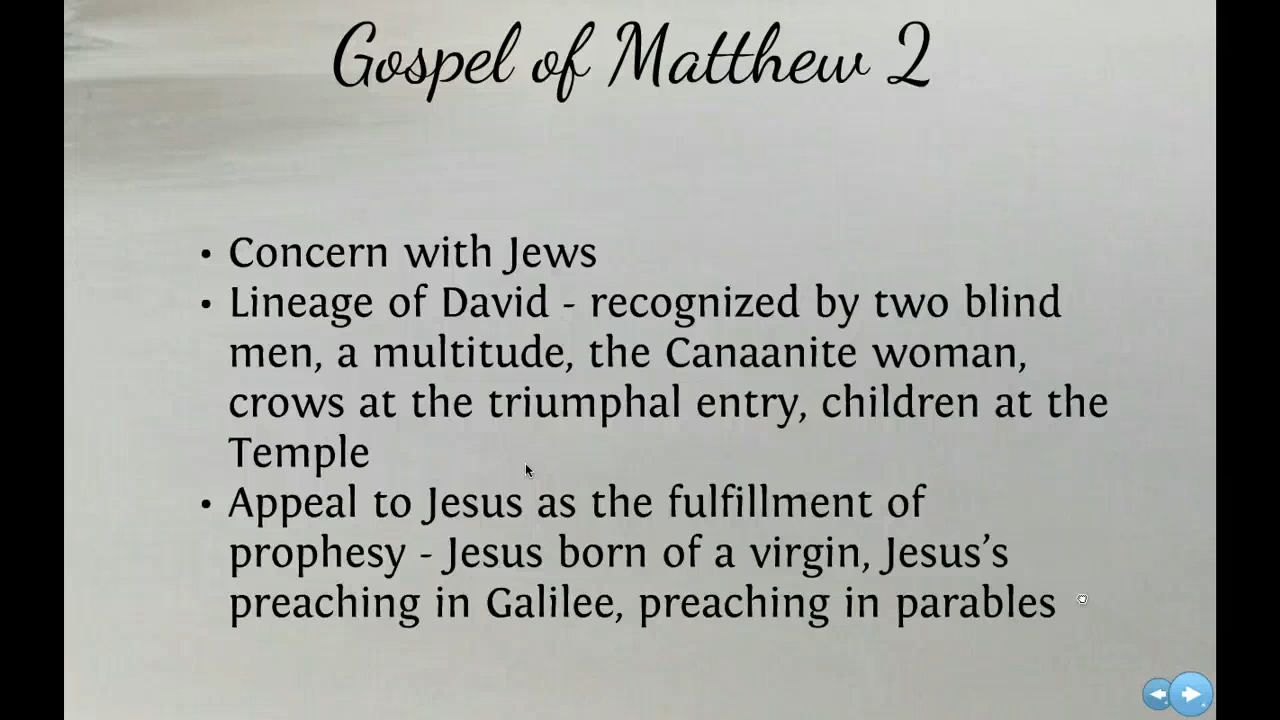 Gospel of Matthew 2
• Concern with Jews
• Lineage of David - recognized by two blind
men, a multitude, the Canaanite woman,
crows at the triumphal entry, children at the
Temple
• Appeal to Jesus as the fulfillment of
prophesy - Jesus born of a virgin, Jesus’s
preaching in Galilee, preaching in parables